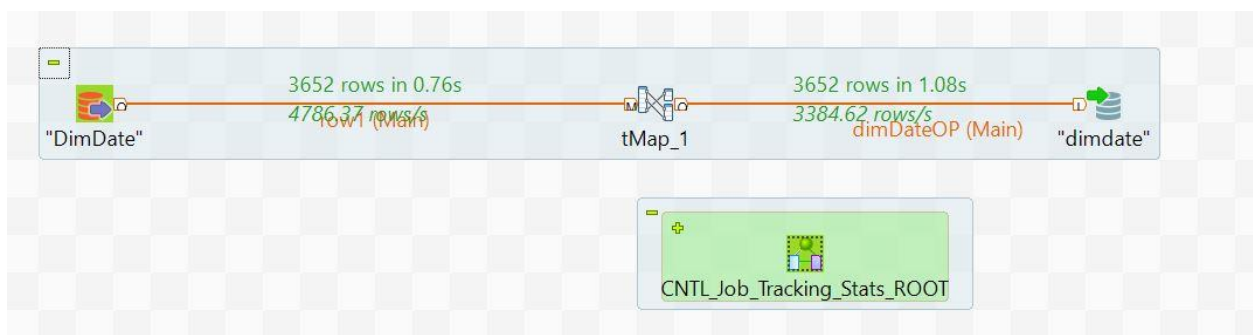 3652 rows in 0.76s
4786.37 rows/s
row1 (Main)
"DimDate"
tMap_1
3652 rows in 1.08s
3384.62 rows/s
dimDateOP (Main)
"dimdate"
CNTL_Job_Tracking_Stats_ROOT